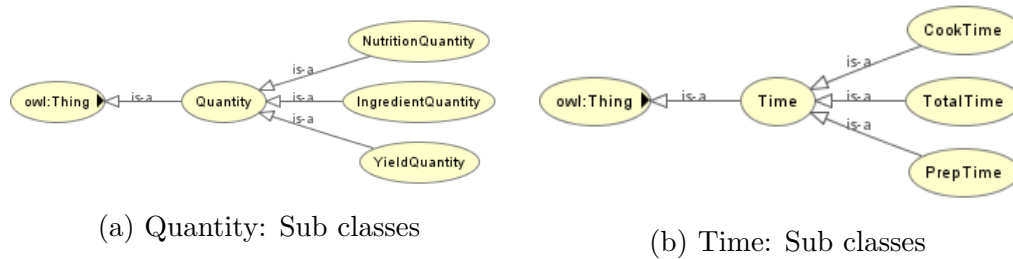 NutritionQuantity
is-a
owl:Thing
is-a
Quantity
is-a
IngredientQuantity
is-a
YieldQuantity
(a) Quantity: Sub classes
CookTime
is-a
owl:Thing
is-a
Time
is-a
TotalTime
is-a
PrepTime
(b) Time: Sub classes